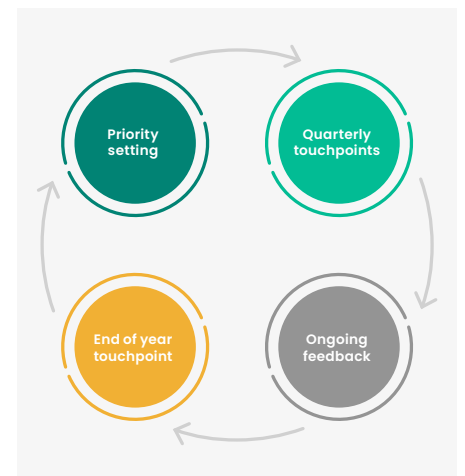 Priority
setting
Quarterly
touchpoints
End of year
touchpoint
Ongoing
feedback